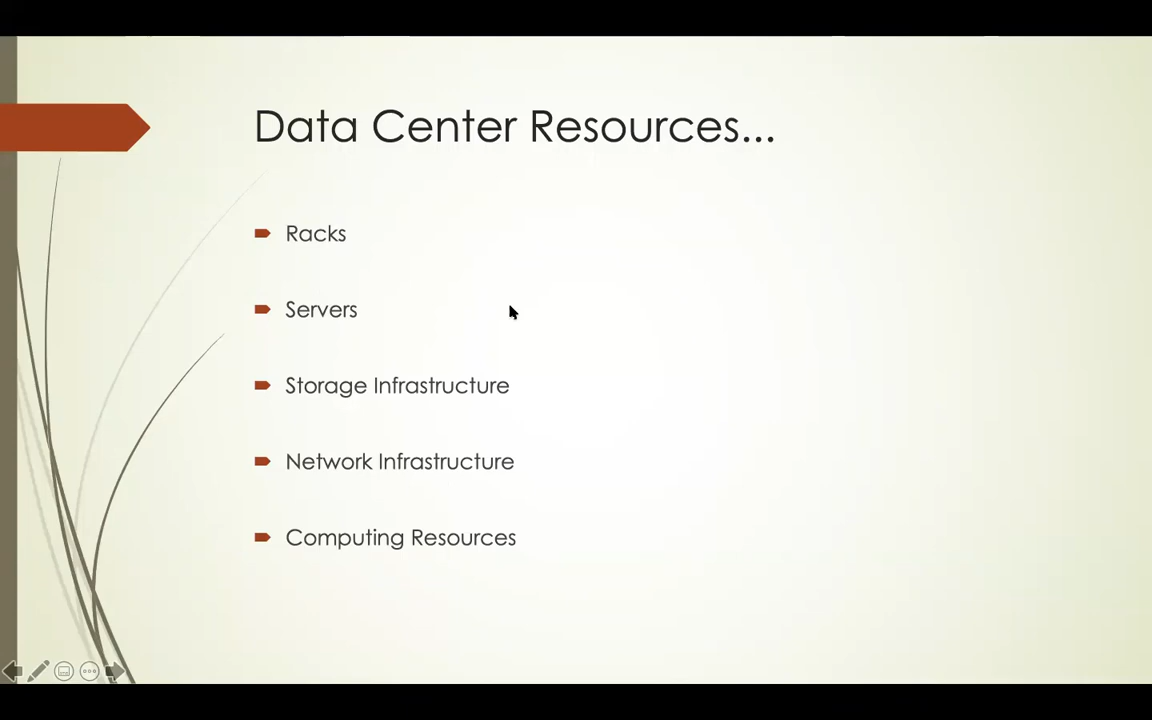 Data Center Resources...
Racks
Servers
Storage Infrastructure
Network Infrastructure
Computing Resources